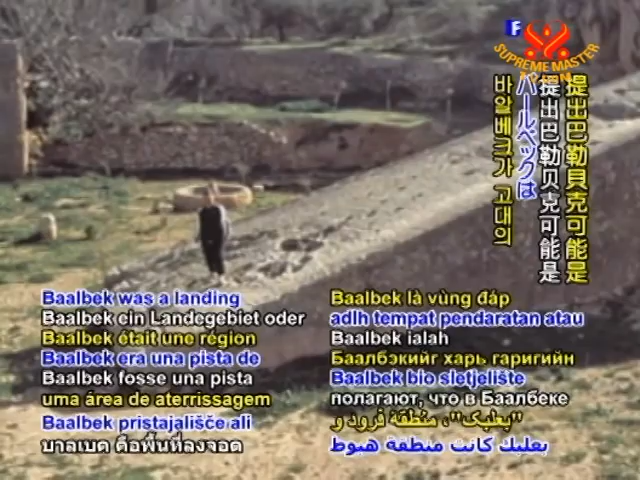 F
SUPREME MASTER
提出巴勒貝克可能是
提出巴勒贝克可能是
バールベックは
바알베크가 고대의
Baalbek was a landing
Baalbek ein Landegebiet oder
Baalbek était une région
Baalbek era una pista de
Baalbek fosse una pista
uma área de aterrissagem
Baalbek pristajališče ali
บาลเบต คือพื้นที่ลงจอด
Baalbek là vùng đáp
adlh tempat pendaratan atau
Baalbek ialah
Баалбэкийг харь гаригийн
Baalbek bio sletjelište
полагают, что в Баалбеке
"بعلبک"، منطقة فرود و
بعلبك كانت منطقة هبوط